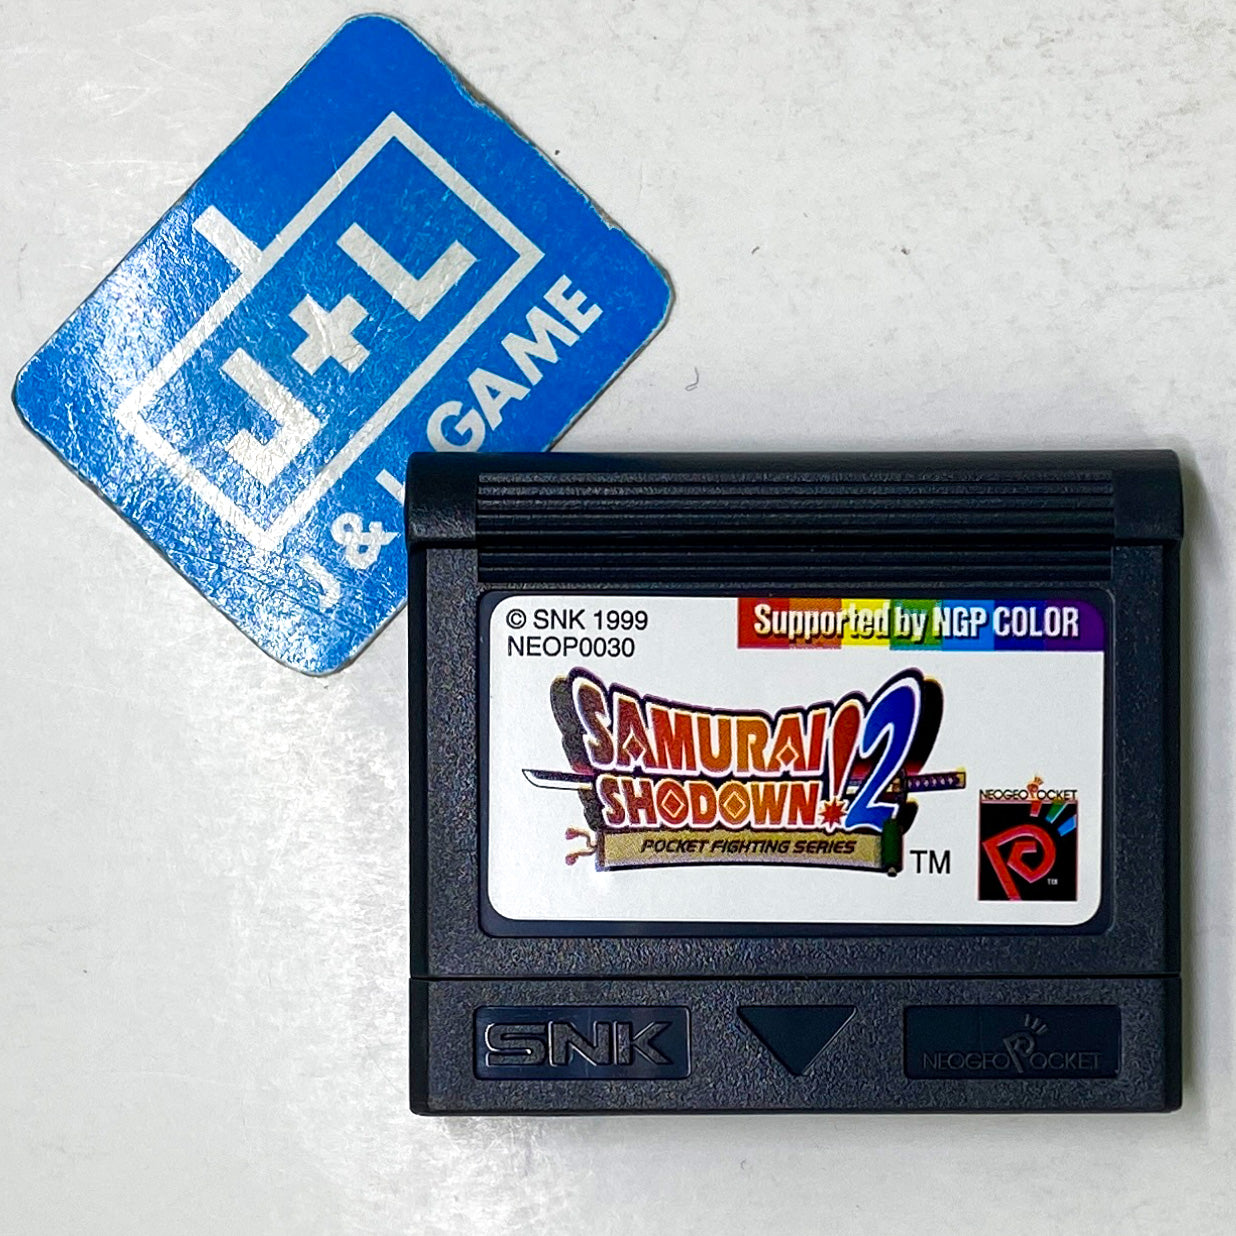 J+L
J & L GAME
© SNK 1999
NEOP0030
Supported by NGP COLOR
SAMURAI
SHODOWN! 2
POCKET FIGHTING SERIES
TM
NEOGEO POCKET
TM
SNK
NEOGEO POCKET